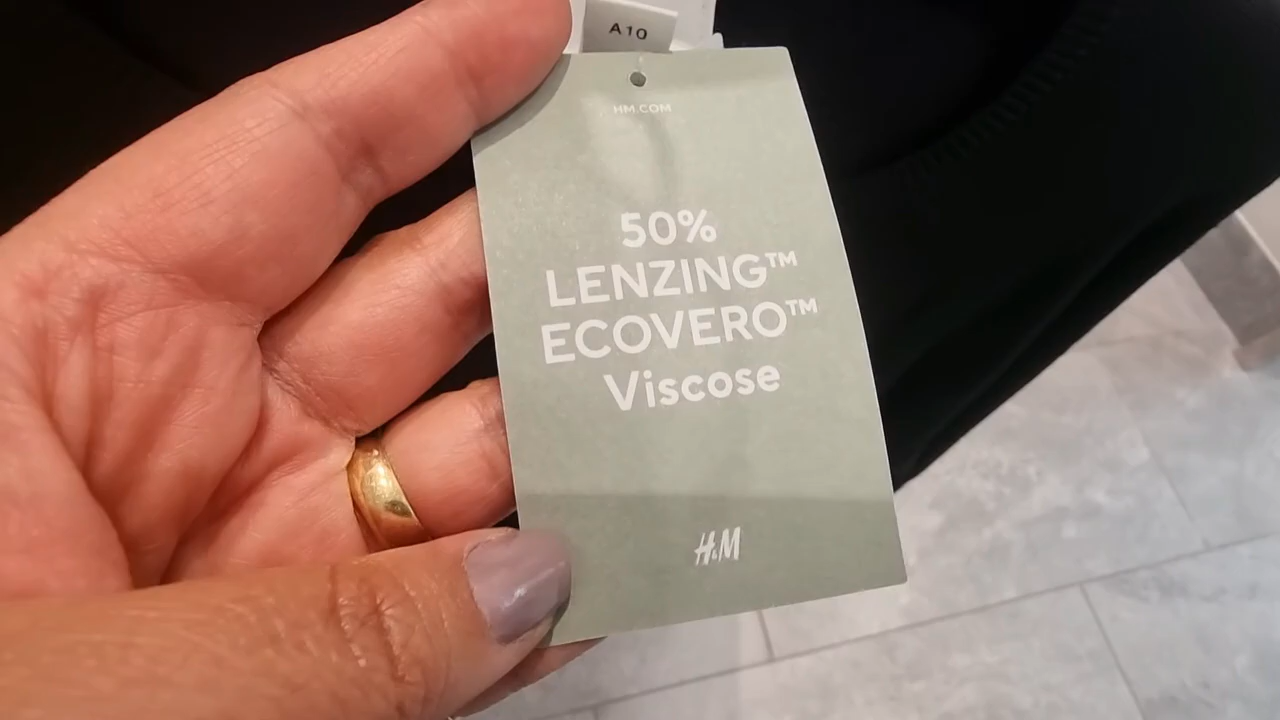 A10
HM.COM
50%
LENZING™
ECOVERO™
Viscose
H&M